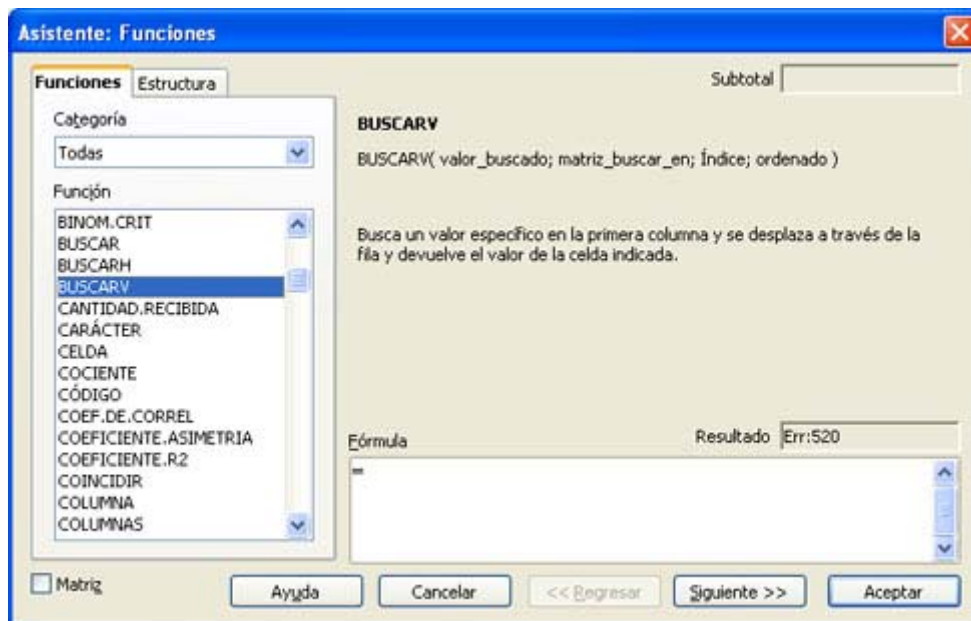 Asistente: Funciones
Funciones
Estructura
Subtotal
Categoría
Todas
Función
BINOM.CRIT
BUSCAR
BUSCARH
BUSCARV
CANTIDAD.RECIBIDA
CARÁCTER
CELDA
COCIENTE
CÓDIGO
COEF.DE.CORREL
COEFICIENTE.ASIMETRIA
COEFICIENTE.R2
COINCIDIR
COLUMNA
COLUMNAS
BUSCARV
BUSCARV( valor_buscado; matriz_buscar_en; Índice; ordenado )
Busca un valor específico en la primera columna y se desplaza a través de la
fila y devuelve el valor de la celda indicada.
Fórmula
Resultado Err:520
=
Matriz
Ayuda
Cancelar
<< Regresar
Siguiente >>
Aceptar